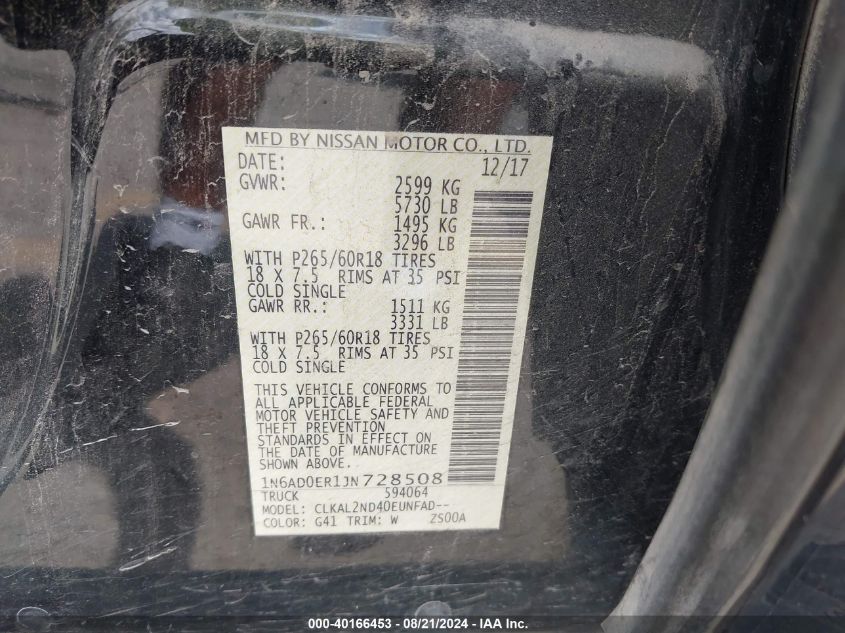 MFD BY NISSAN MOTOR CO., LTD.
DATE: 12/17
GVWR: 2599 KG
5730 LB
GAWR FR.: 1495 KG
3296 LB
WITH P265/60R18 TIRES
18 X 7.5 RIMS AT 35 PSI
COLD SINGLE
GAWR RR.: 1511 KG
3331 LB
WITH P265/60R18 TIRES
18 X 7.5 RIMS AT 35 PSI
COLD SINGLE
THIS VEHICLE CONFORMS TO
ALL APPLICABLE FEDERAL
MOTOR VEHICLE SAFETY AND
THEFT PREVENTION
STANDARDS IN EFFECT ON
THE DATE OF MANUFACTURE
SHOWN ABOVE.
1N6AD0ER1JN728508
TRUCK 594064
MODEL: CLKAL2ND40EUNFAD--
COLOR: G41 TRIM: W ZS00A
000-40166453 - 08/21/2024 - IAA Inc.